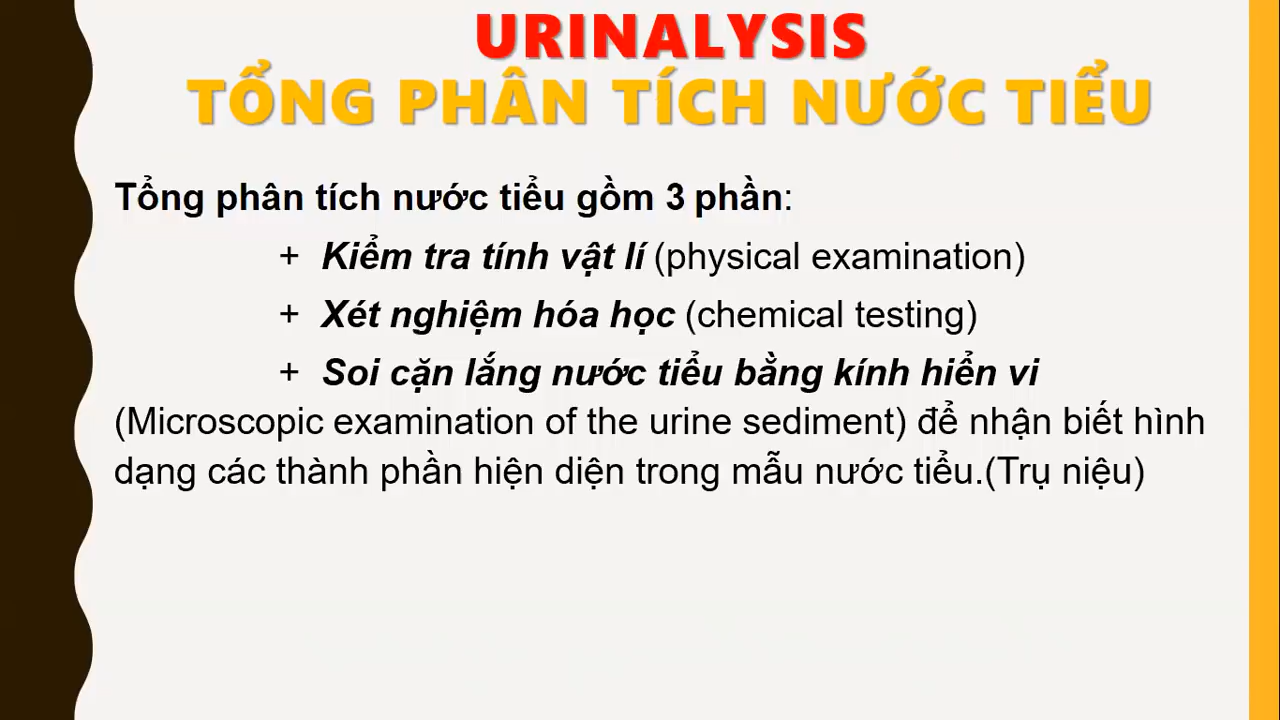 URINALYSIS
TỔNG PHÂN TÍCH NƯỚC TIỂU
Tổng phân tích nước tiểu gồm 3 phần:
+ Kiểm tra tính vật lí (physical examination)
+ Xét nghiệm hóa học (chemical testing)
+ Soi cặn lắng nước tiểu bằng kính hiển vi
(Microscopic examination of the urine sediment) để nhận biết hình
dạng các thành phần hiện diện trong mẫu nước tiểu.(Trụ niệu)